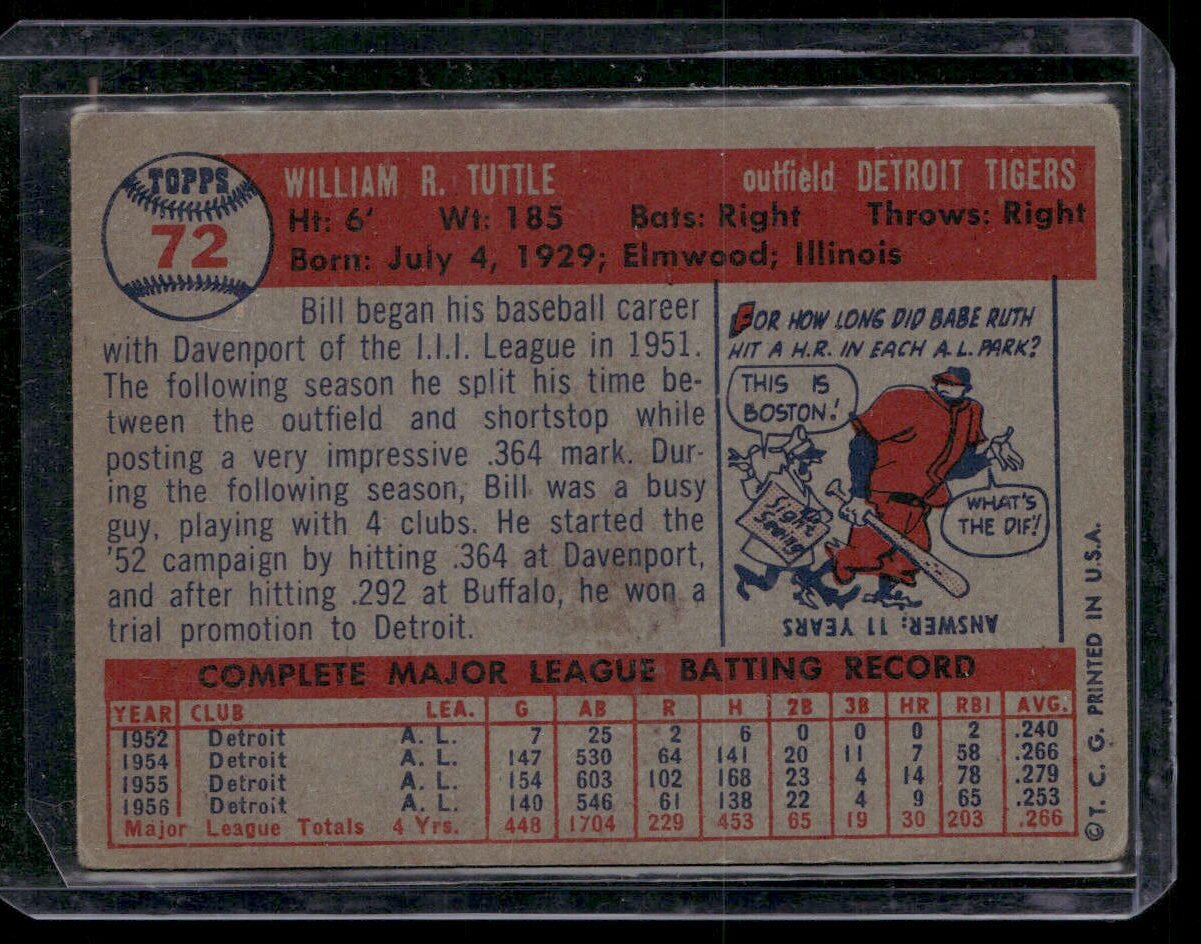 TOPPS
72
WILLIAM R. TUTTLE outfield DETROIT TIGERS
Ht: 6' Wt: 185 Bats: Right Throws: Right
Born: July 4, 1929; Elmwood; Illinois
Bill began his baseball career
with Davenport of the I.I.I. League in 1951.
The following season he split his time be-
tween the outfield and shortstop while
posting a very impressive .364 mark. Dur-
ing the following season, Bill was a busy
guy, playing with 4 clubs. He started the
'52 campaign by hitting .364 at Davenport,
and after hitting .292 at Buffalo, he won a
trial promotion to Detroit.
FOR HOW LONG DID BABE RUTH
HIT A H.R. IN EACH A.L. PARK?
THIS IS
BOSTON!
Sight
Seeing
WHAT'S
THE DIF!
ANSWER: 11 YEARS
COMPLETE MAJOR LEAGUE BATTING RECORD
YEAR CLUB LEA. G AB R H 2B 3B HR RBI AVG.
1952 Detroit A. L. 7 25 2 6 0 0 0 2 .240
1954 Detroit A. L. 147 530 64 141 20 11 7 58 .266
1955 Detroit A. L. 154 603 102 168 23 4 14 78 .279
1956 Detroit A. L. 140 546 61 138 22 4 9 65 .253
Major League Totals 4 Yrs. 448 1704 229 453 65 19 30 203 .266
© T. C. G. PRINTED IN U.S.A.